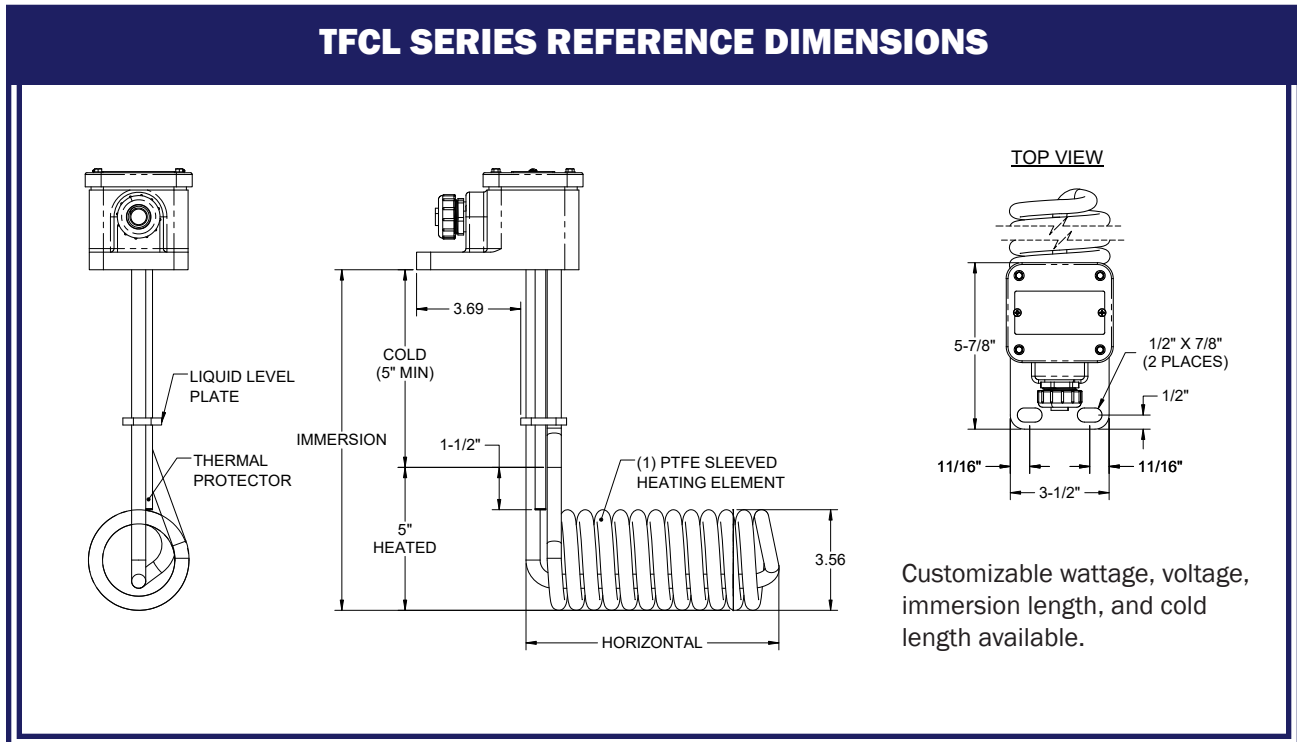 TFCL SERIES REFERENCE DIMENSIONS
TOP VIEW
3.69
COLD
(5" MIN)
LIQUID LEVEL
PLATE
IMMERSION
1-1/2"
THERMAL
PROTECTOR
(1) PTFE SLEEVED
HEATING ELEMENT
5"
HEATED
3.56
HORIZONTAL
5-7/8"
1/2" X 7/8"
(2 PLACES)
1/2"
11/16"
11/16"
3-1/2"
Customizable wattage, voltage,
immersion length, and cold
length available.